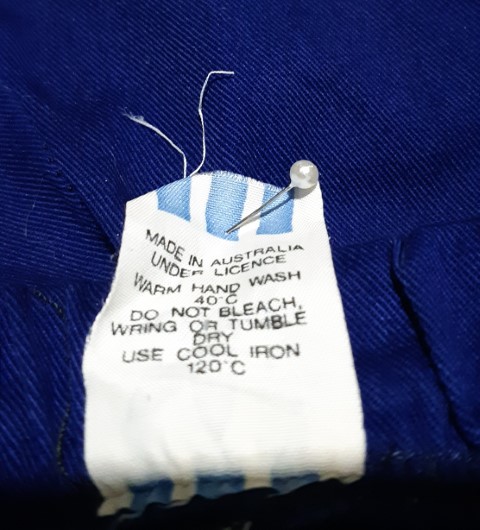 MADE IN AUSTRALIA
UNDER LICENCE
WARM HAND WASH
40°C
DO NOT BLEACH,
WRING OR TUMBLE
DRY
USE COOL IRON
120°C